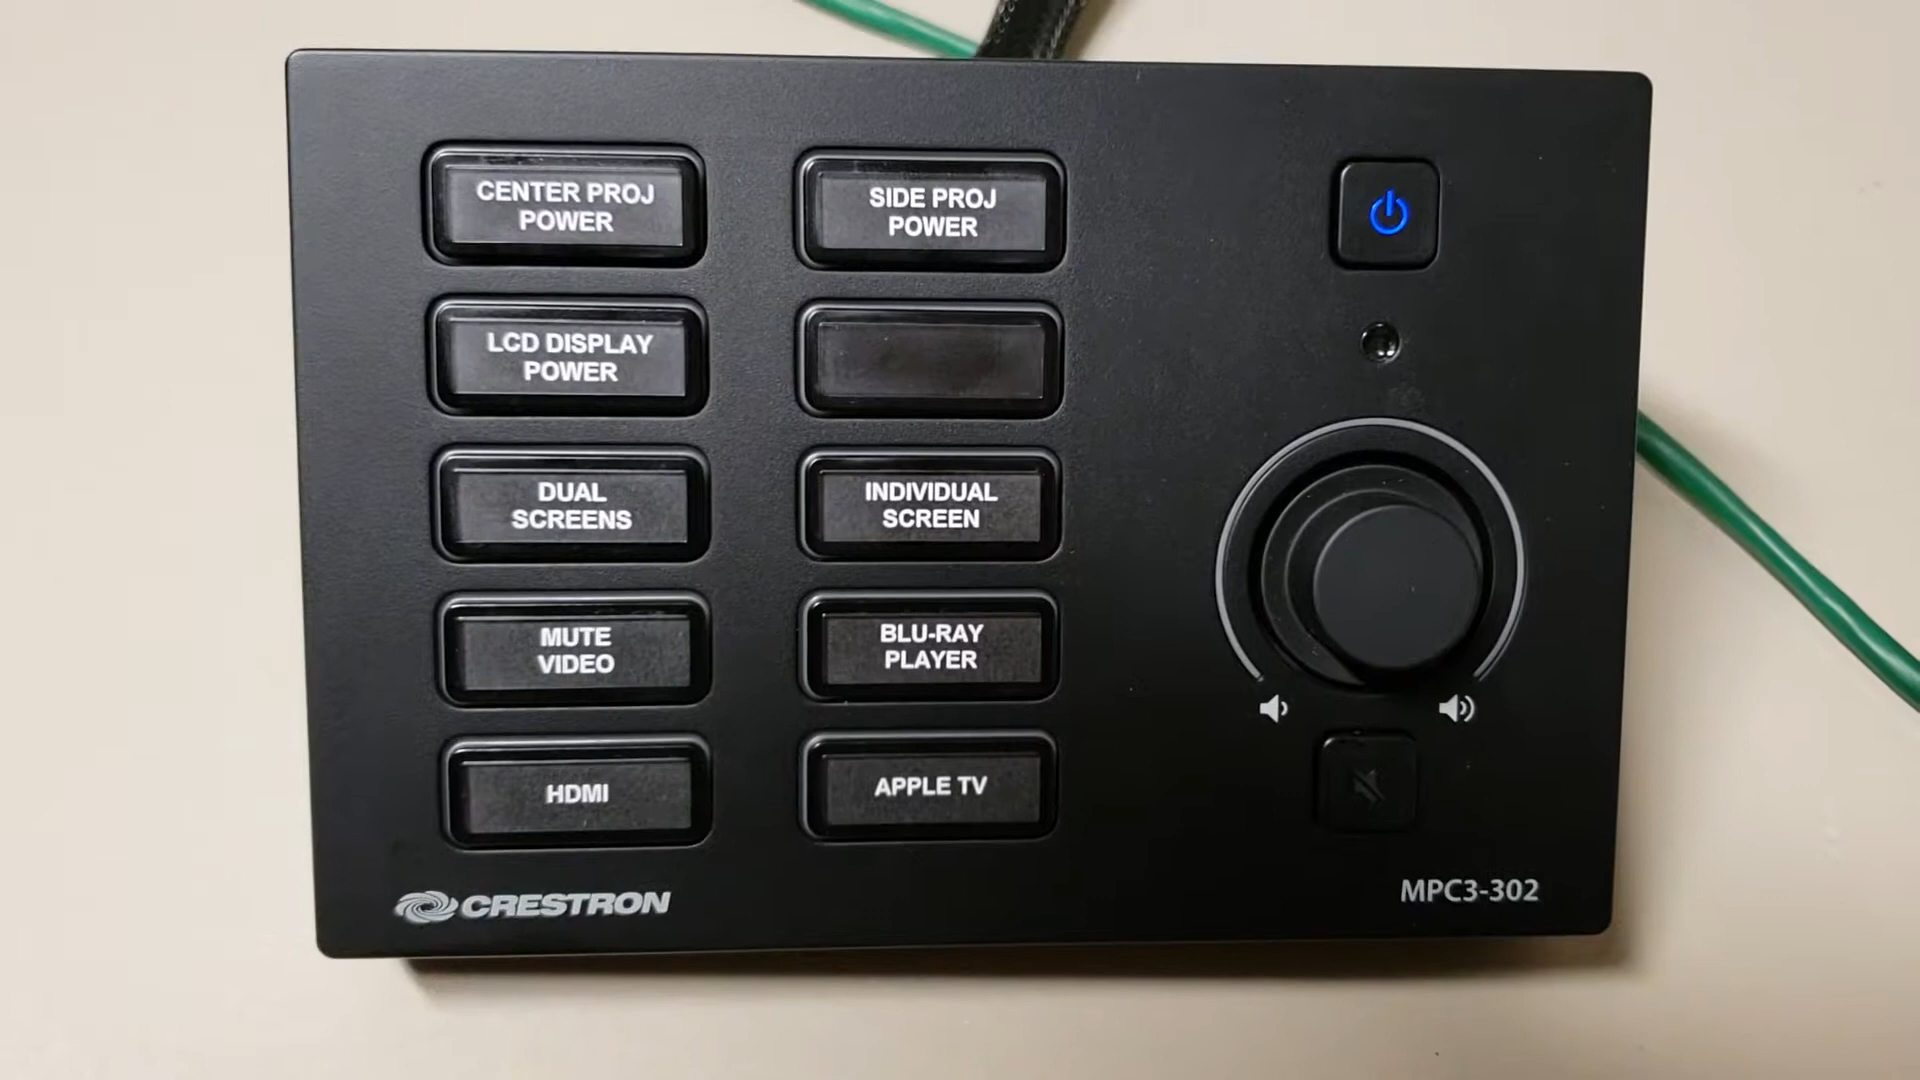 CENTER PROJ
POWER
SIDE PROJ
POWER
LCD DISPLAY
POWER
DUAL
SCREENS
INDIVIDUAL
SCREEN
MUTE
VIDEO
BLU-RAY
PLAYER
HDMI
APPLE TV
CRESTRON
MPC3-302